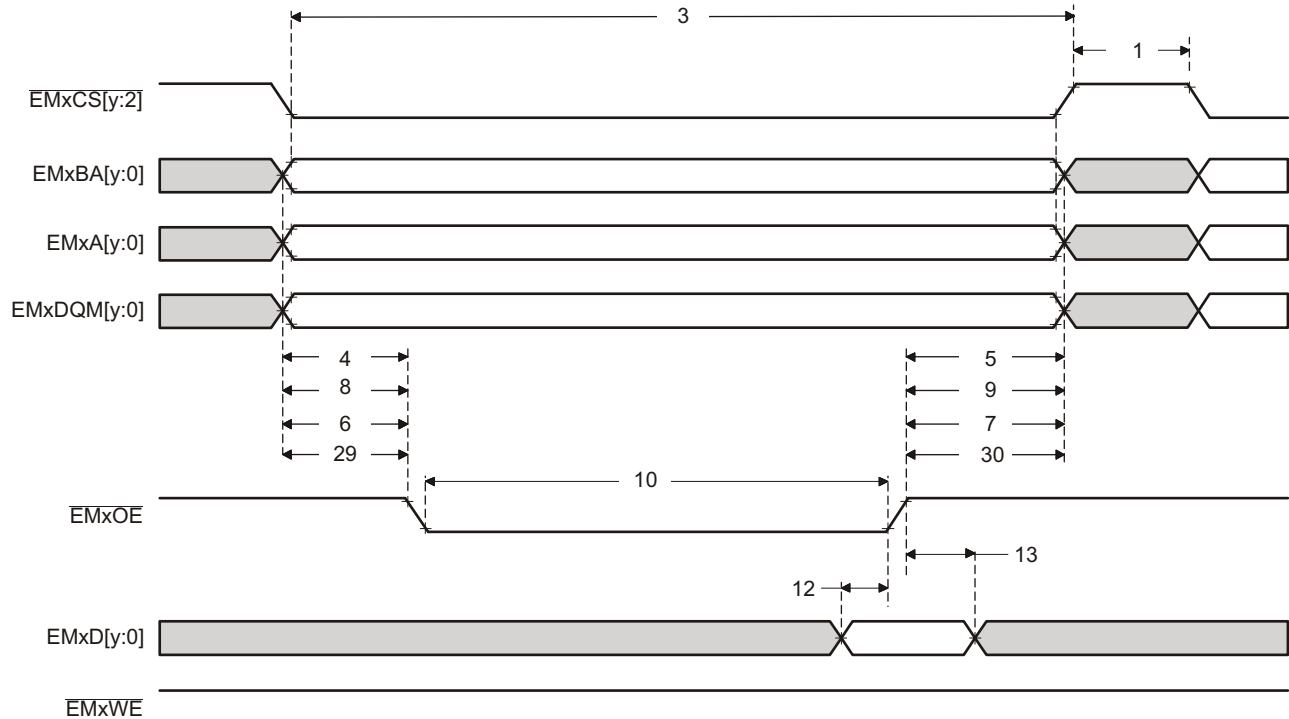 3
1
EMxCS[y:2]
EMxBA[y:0]
EMxA[y:0]
EMxDQM[y:0]
4 5
8 9
6 7
29 30
10
EMxOE
13
12
EMxD[y:0]
EMxWE